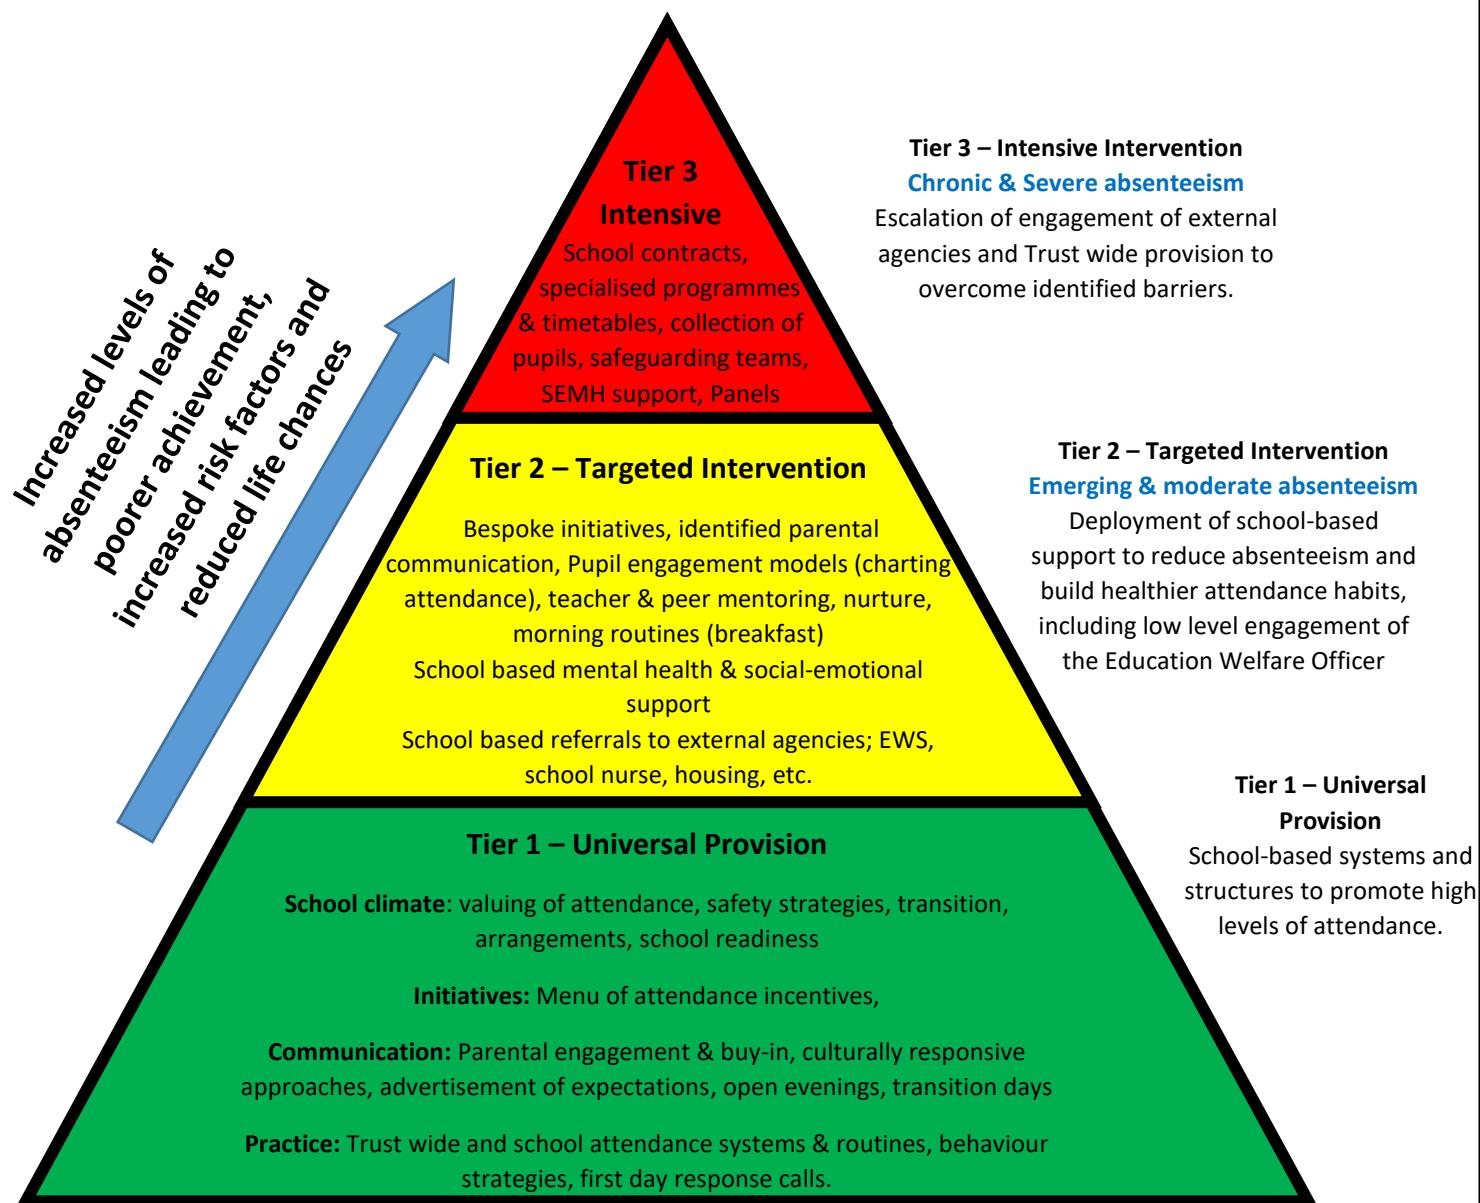 Increased levels of
absenteeism leading to
poorer achievement,
increased risk factors and
reduced life chances
Tier 3
Intensive
School contracts,
specialised programmes
& timetables, collection of
pupils, safeguarding teams,
SEMH support, Panels
Tier 3 – Intensive Intervention
Chronic & Severe absenteeism
Escalation of engagement of external
agencies and Trust wide provision to
overcome identified barriers.
Tier 2 – Targeted Intervention
Bespoke initiatives, identified parental
communication, Pupil engagement models (charting
attendance), teacher & peer mentoring, nurture,
morning routines (breakfast)
School based mental health & social-emotional
support
School based referrals to external agencies; EWS,
school nurse, housing, etc.
Tier 2 – Targeted Intervention
Emerging & moderate absenteeism
Deployment of school-based
support to reduce absenteeism and
build healthier attendance habits,
including low level engagement of
the Education Welfare Officer
Tier 1 – Universal Provision
School climate: valuing of attendance, safety strategies, transition,
arrangements, school readiness
Initiatives: Menu of attendance incentives,
Communication: Parental engagement & buy-in, culturally responsive
approaches, advertisement of expectations, open evenings, transition days
Practice: Trust wide and school attendance systems & routines, behaviour
strategies, first day response calls.
Tier 1 – Universal
Provision
School-based systems and
structures to promote high
levels of attendance.